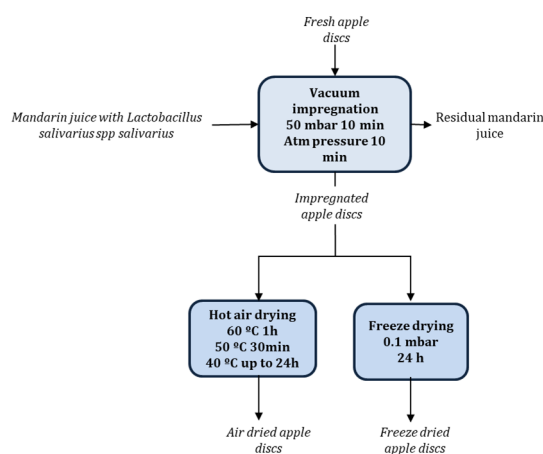 Fresh apple
discs
Vacuum
impregnation
50 mbar 10 min
Atm pressure 10
min
Mandarin juice with Lactobacillus
salivarius spp salivarius
Residual mandarin
juice
Impregnated
apple discs
Hot air drying
60 ºC 1h
50 ºC 30min
40 ºC up to 24h
Freeze drying
0.1 mbar
24 h
Air dried apple
discs
Freeze dried
apple discs